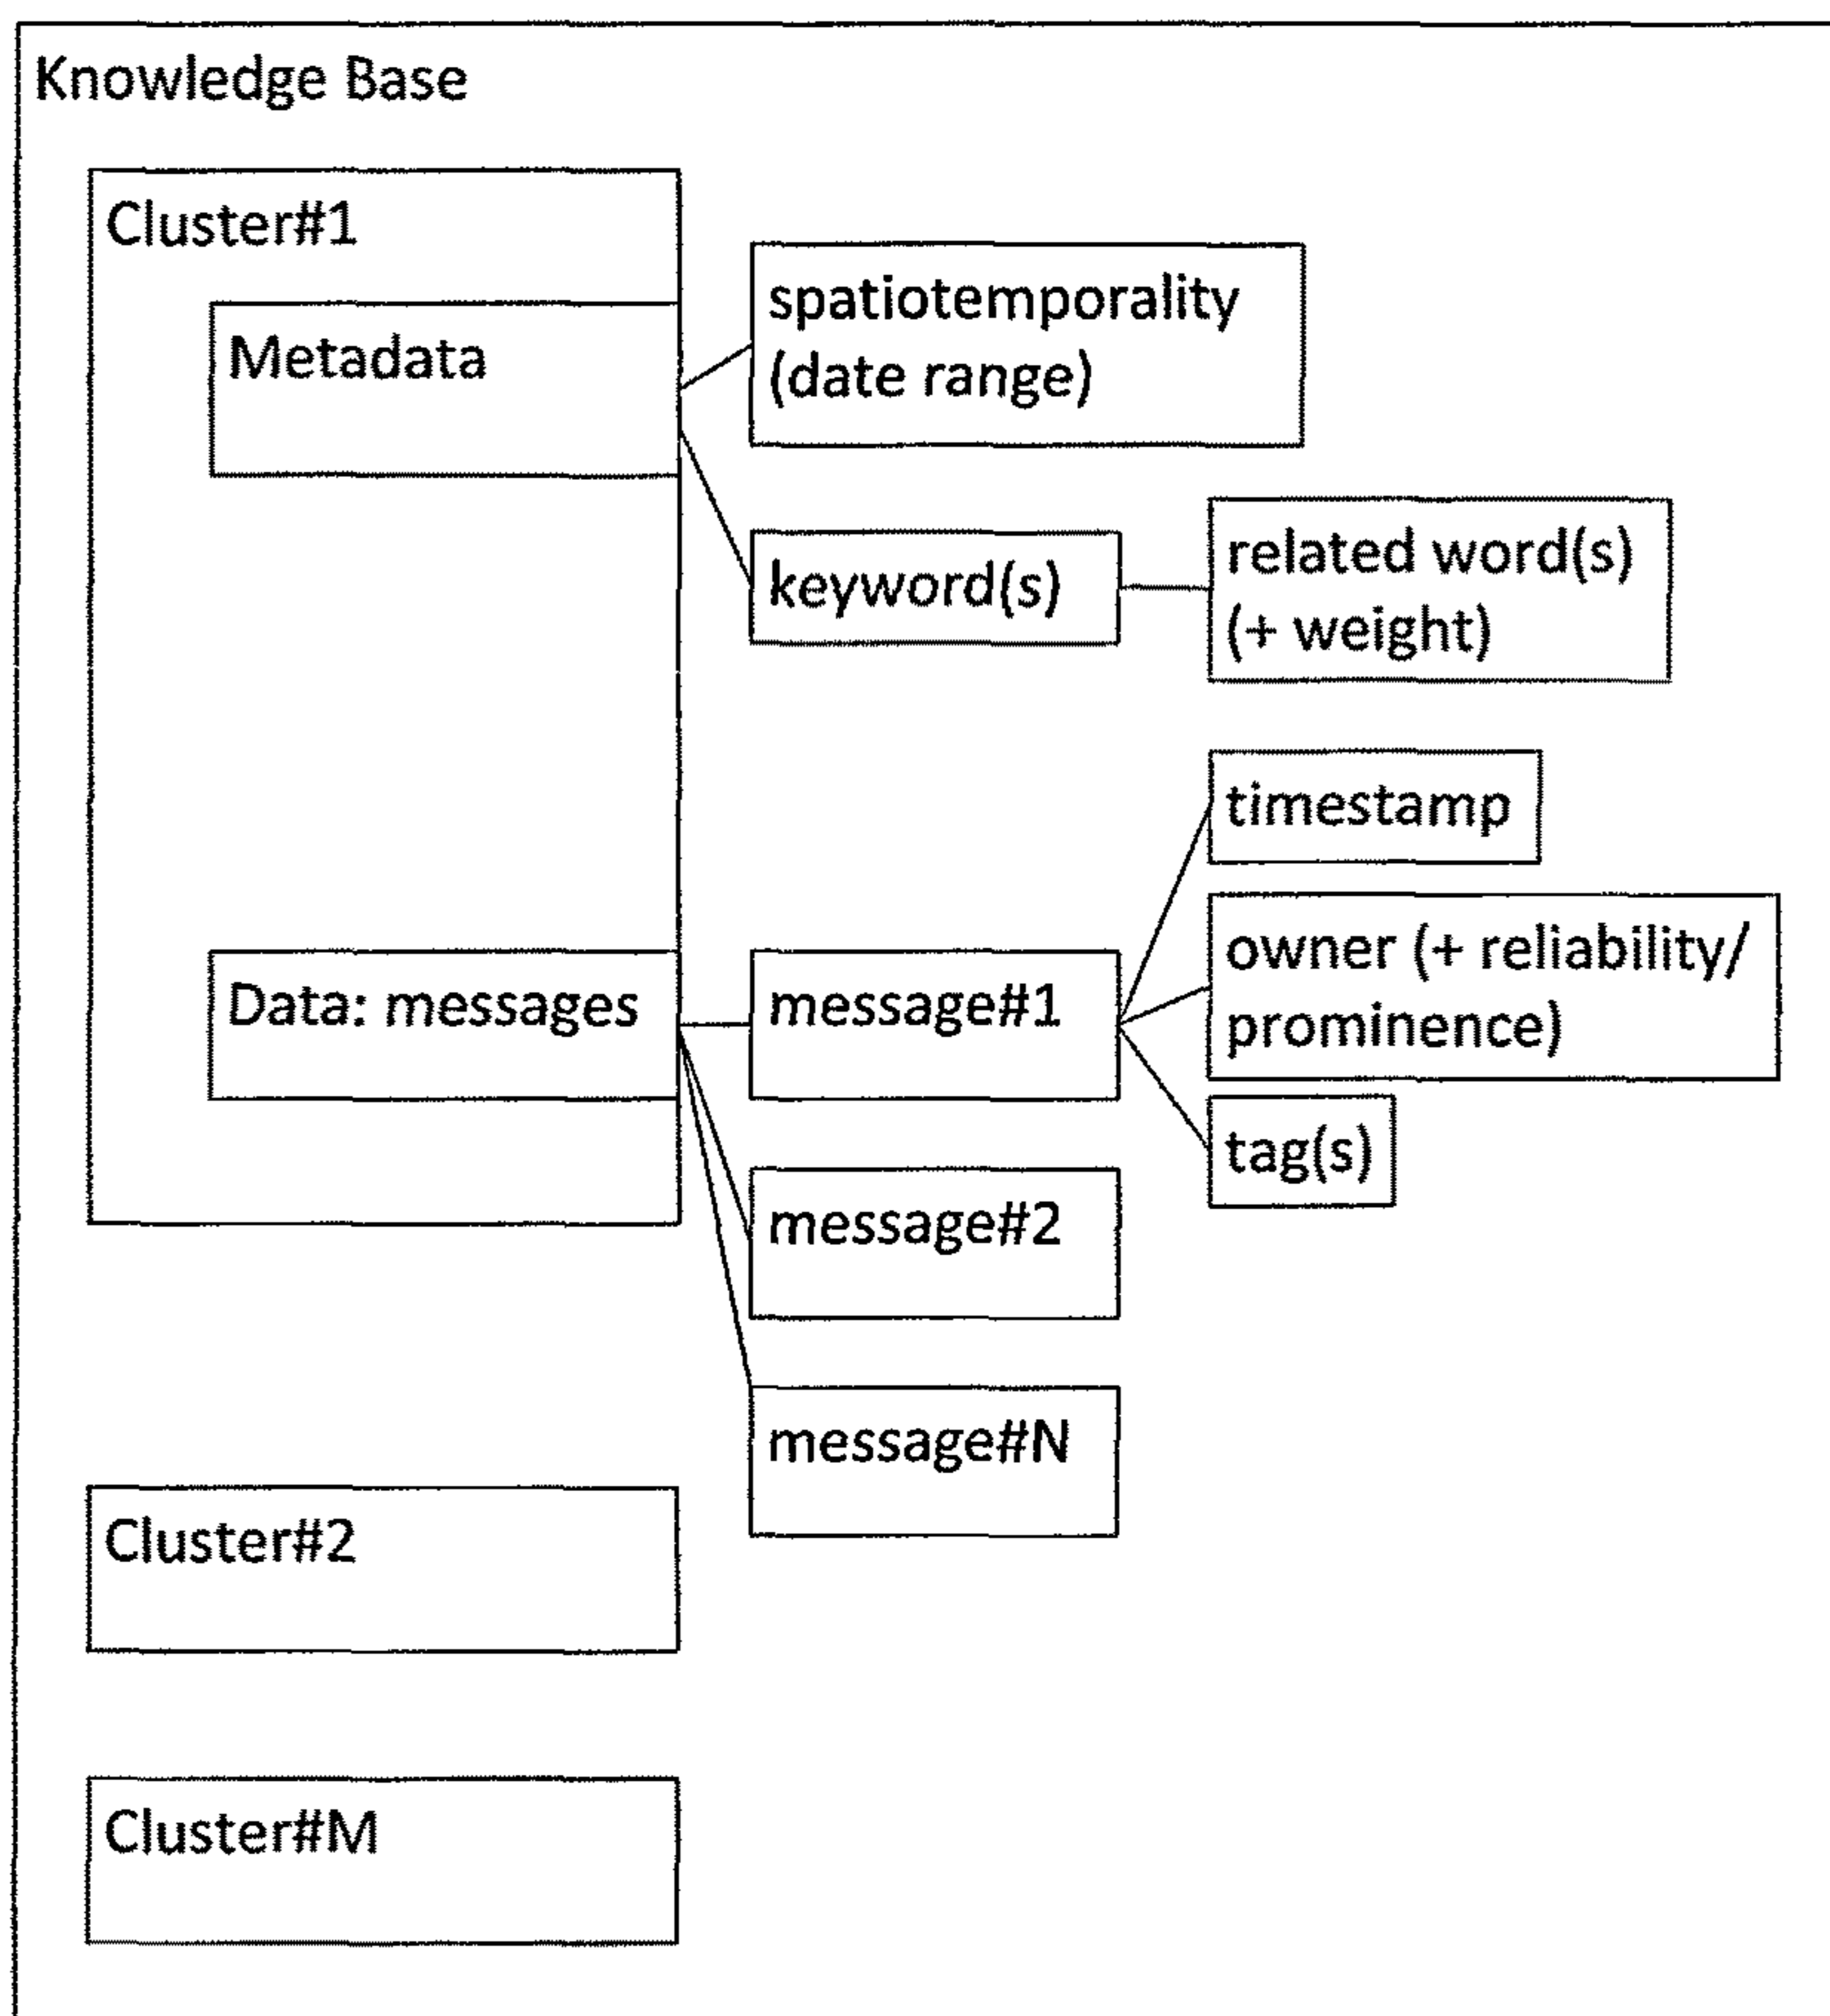 Knowledge Base
Cluster#1
Metadata
spatiotemporality
(date range)
keyword(s)
related word(s)
(+ weight)
Data: messages
message#1
timestamp
owner (+ reliability/
prominence)
tag(s)
message#2
message#N
Cluster#2
Cluster#M